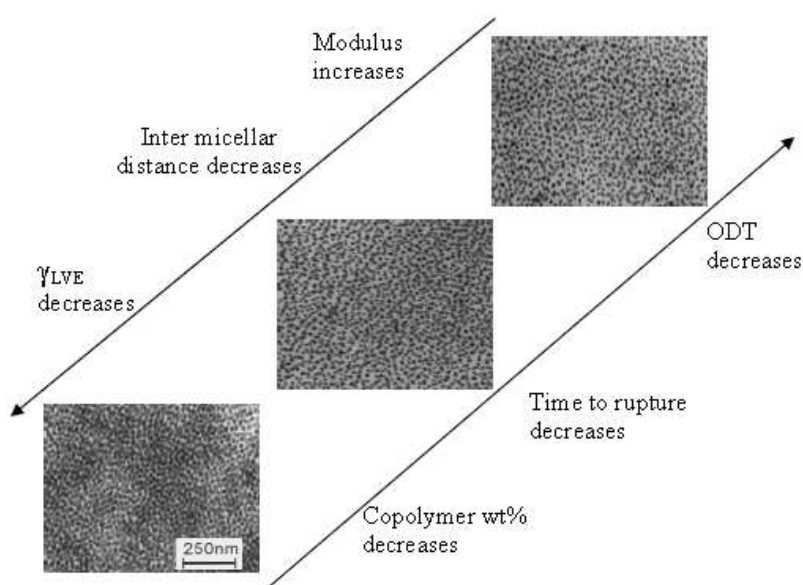 Modulus
increases
Inter micellar
distance decreases
γLVE
decreases
ODT
decreases
Time to rupture
decreases
Copolymer wt%
decreases
250nm